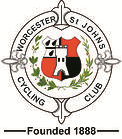 WORCESTER St JOHNS
CYCLING CLUB
Founded 1888